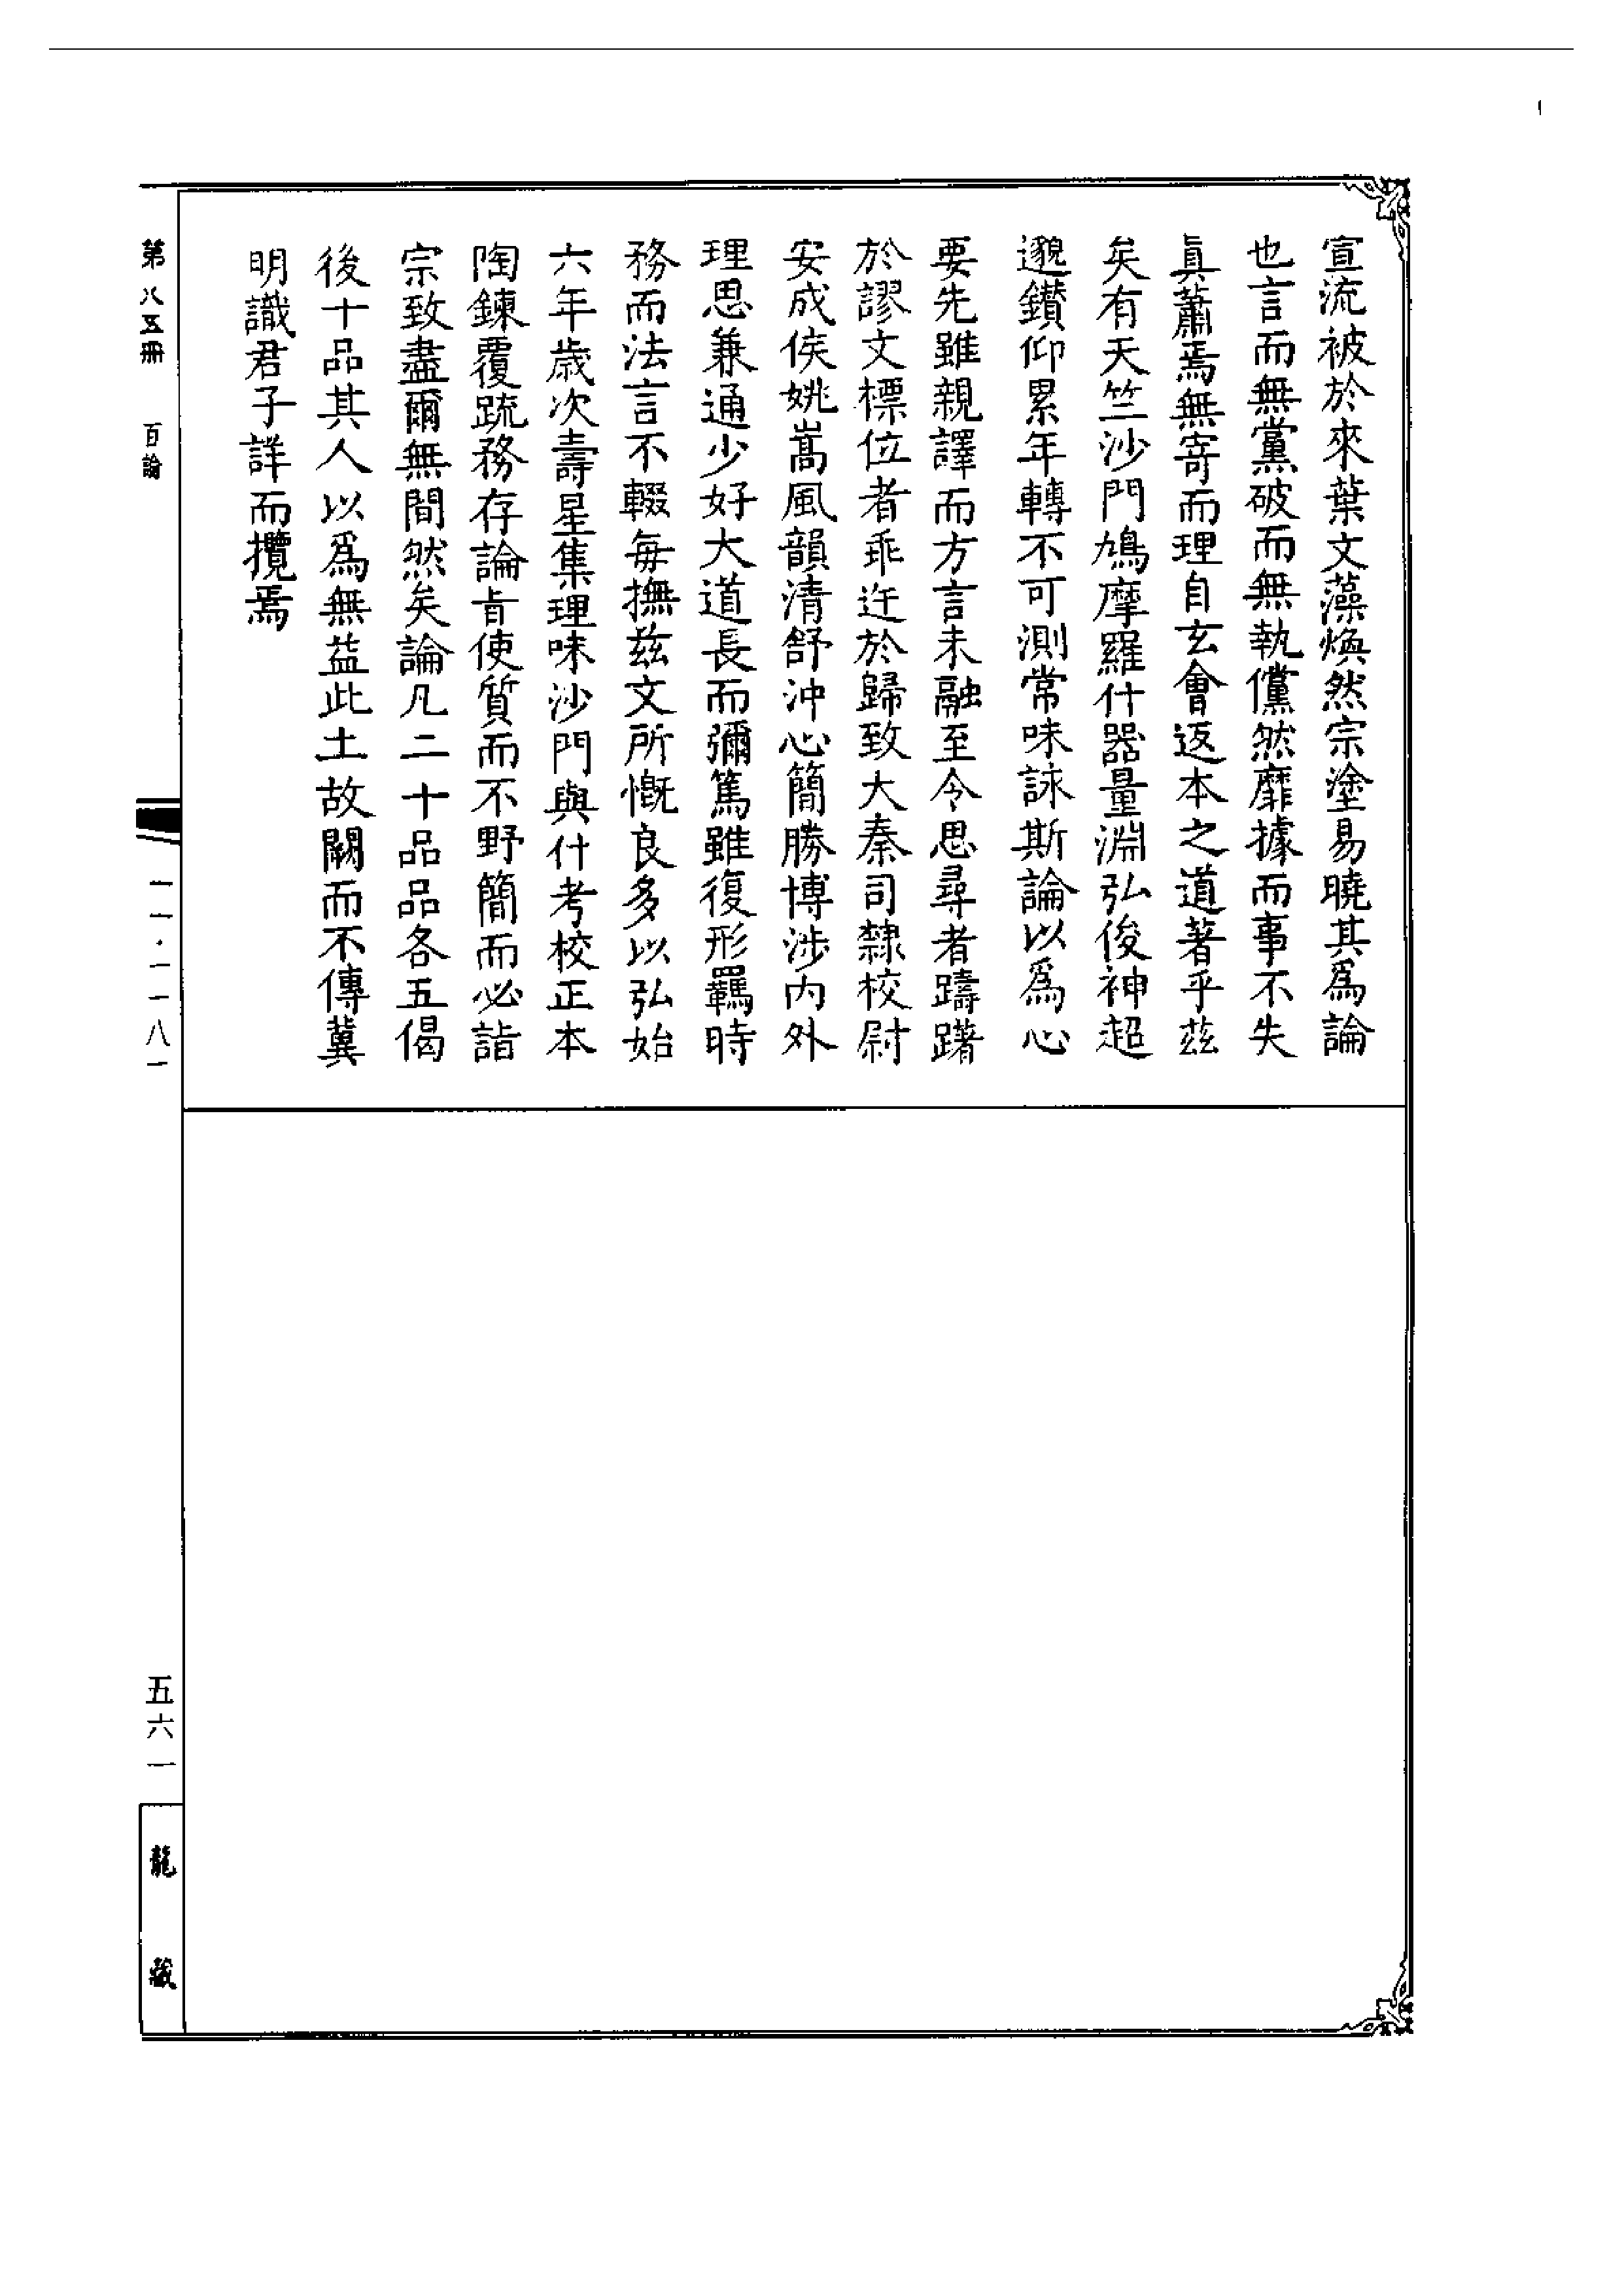 宣流被於來葉文藻煥然宗塗易曉其爲論
也言而無黨破而無執儻然靡據而事不失
眞蕭焉無寄而理自玄會返本之道著乎茲
矣有天竺沙門鳩摩羅什器量淵弘俊神超
邈鑚仰累年轉不可測常味詠斯論以爲心
要先雖親譯而方言未融至令思尋者躊躇
於謬文標位者乖迕於歸致大秦司隸校尉
安成侯姚嵩風韻清舒沖心簡勝博涉內外
理思兼通少好大道長而彌篤雖復形羈時
務而法言不輟每撫茲文所慨良多以弘始
六年歲次壽星集理味沙門與什考校正本
陶鍊覆䟽務存論旨使質而不野簡而必詣
宗致盡爾無間然矣論凡二十品品各五偈
後十品其人以爲無益此土故闕而不傳冀
明識君子詳而攬焉
第八五冊 百論
一一·一一八一
五六一
龍藏